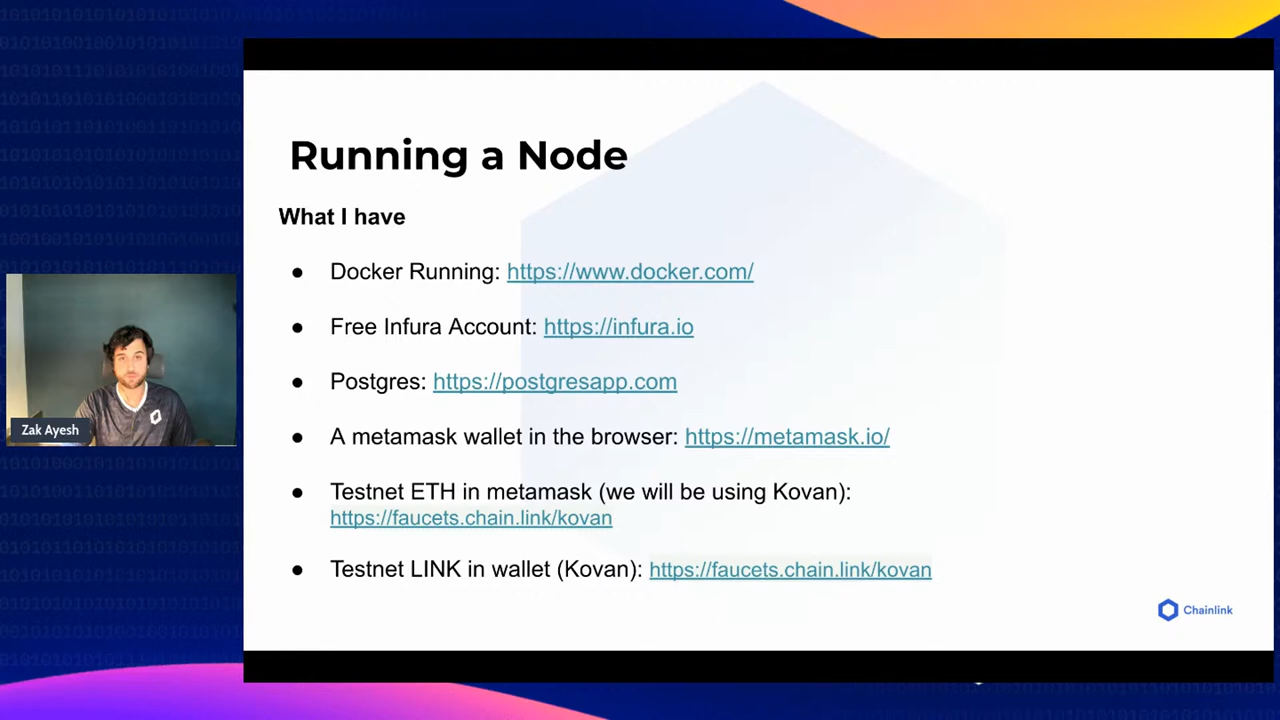 Running a Node
What I have
● Docker Running: https://www.docker.com/
● Free Infura Account: https://infura.io
● Postgres: https://postgresapp.com
● A metamask wallet in the browser: https://metamask.io/
● Testnet ETH in metamask (we will be using Kovan):
https://faucets.chain.link/kovan
● Testnet LINK in wallet (Kovan): https://faucets.chain.link/kovan
Chainlink
Zak Ayesh